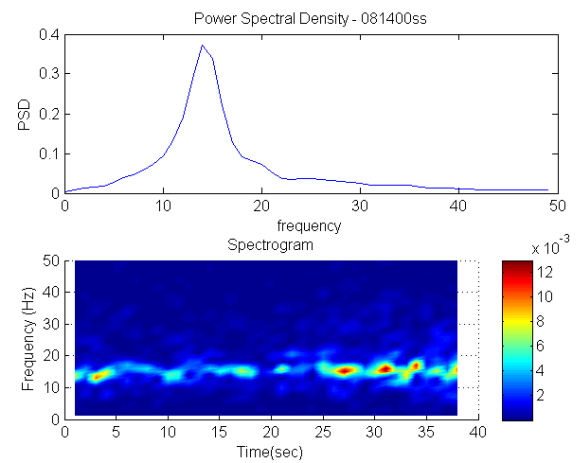 Power Spectral Density - 081400ss
0.4
0.3
0.2
0.1
0
PSD
0 10 20 30 40 50
frequency
Spectrogram
x 10^-3
50
40
30
20
10
0
Frequency (Hz)
12
10
8
6
4
2
0 5 10 15 20 25 30 35 40
Time(sec)